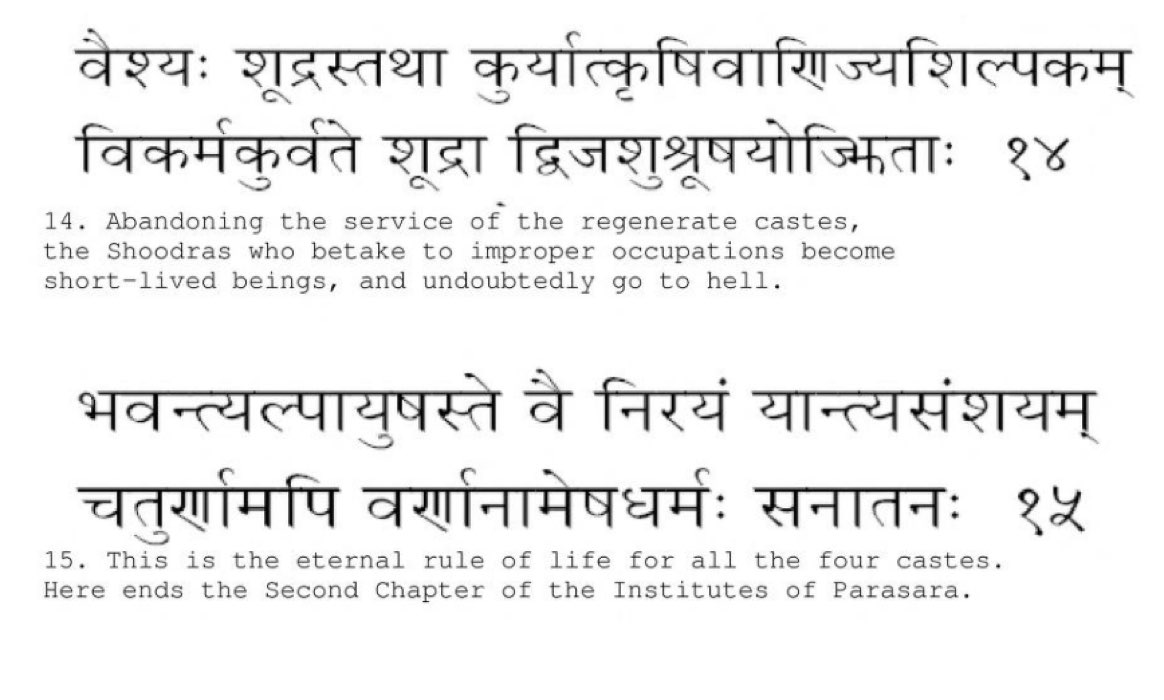 वैश्यः शूद्रस्तथा कुर्यात्कृषिवाणिज्यशिल्पकम्
विकर्मकुर्वते शूद्रा द्विजशुश्रूषयोज्झिताः १४
14. Abandoning the service of the regenerate castes,
the Shoodras who betake to improper occupations become
short-lived beings, and undoubtedly go to hell.
भवन्त्यल्पायुषस्ते वै निरयं यान्त्यसंशयम्
चतुर्णामपि वर्णानामेषधर्मः सनातनः १५
15. This is the eternal rule of life for all the four castes.
Here ends the Second Chapter of the Institutes of Parasara.